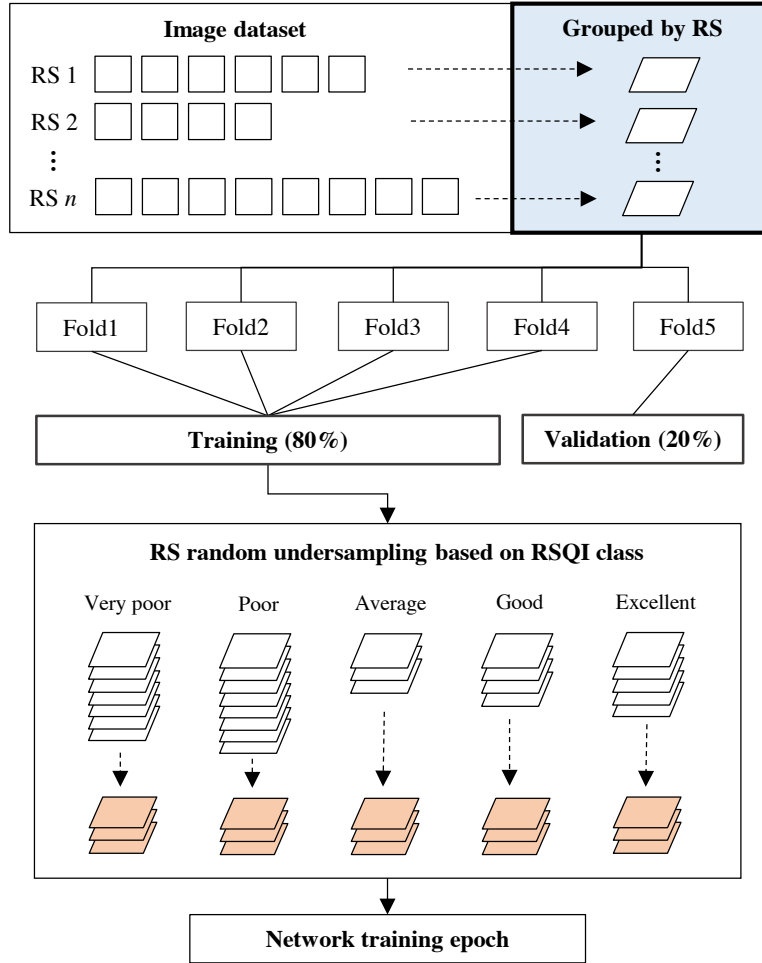 Image dataset
Grouped by RS
RS 1
RS 2
RS n
Fold1
Fold2
Fold3
Fold4
Fold5
Training (80%)
Validation (20%)
RS random undersampling based on RSQI class
Very poor
Poor
Average
Good
Excellent
Network training epoch